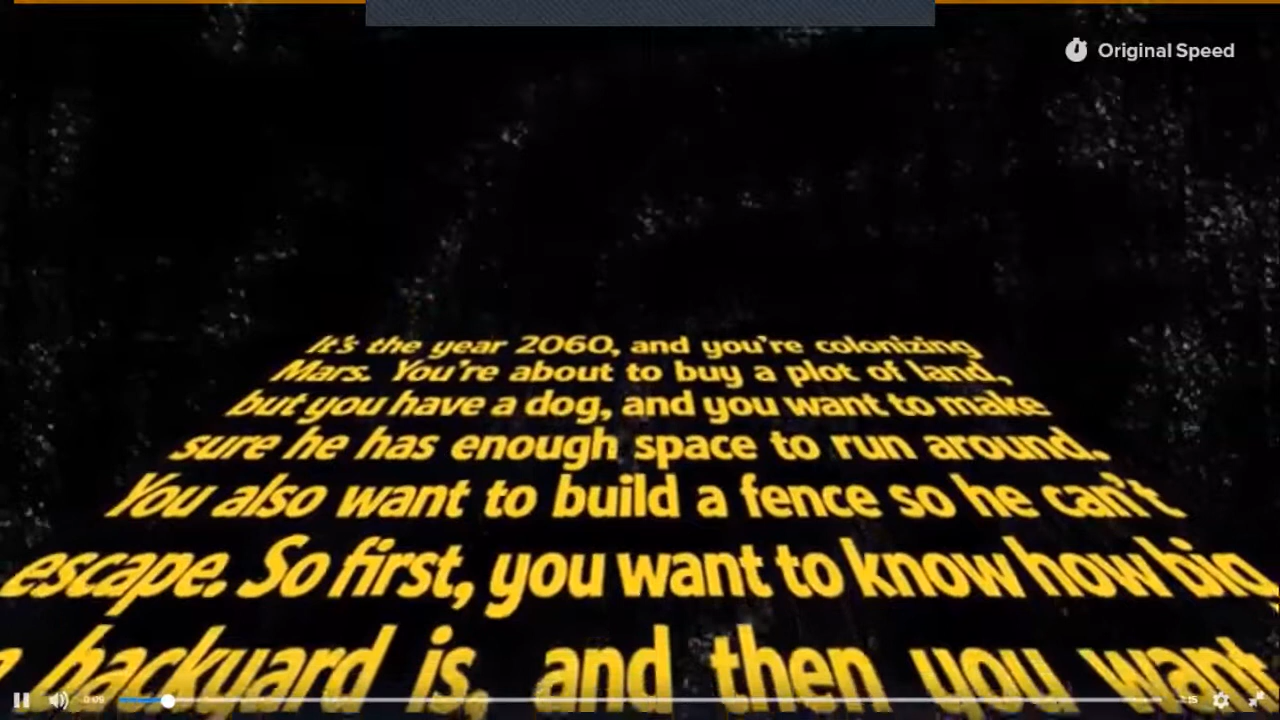 Original Speed
It's the year 2060, and you're colonizing
Mars. You're about to buy a plot of land,
but you have a dog, and you want to make
sure he has enough space to run around.
You also want to build a fence so he can't
escape. So first, you want to know how big
backyard is, and then you want